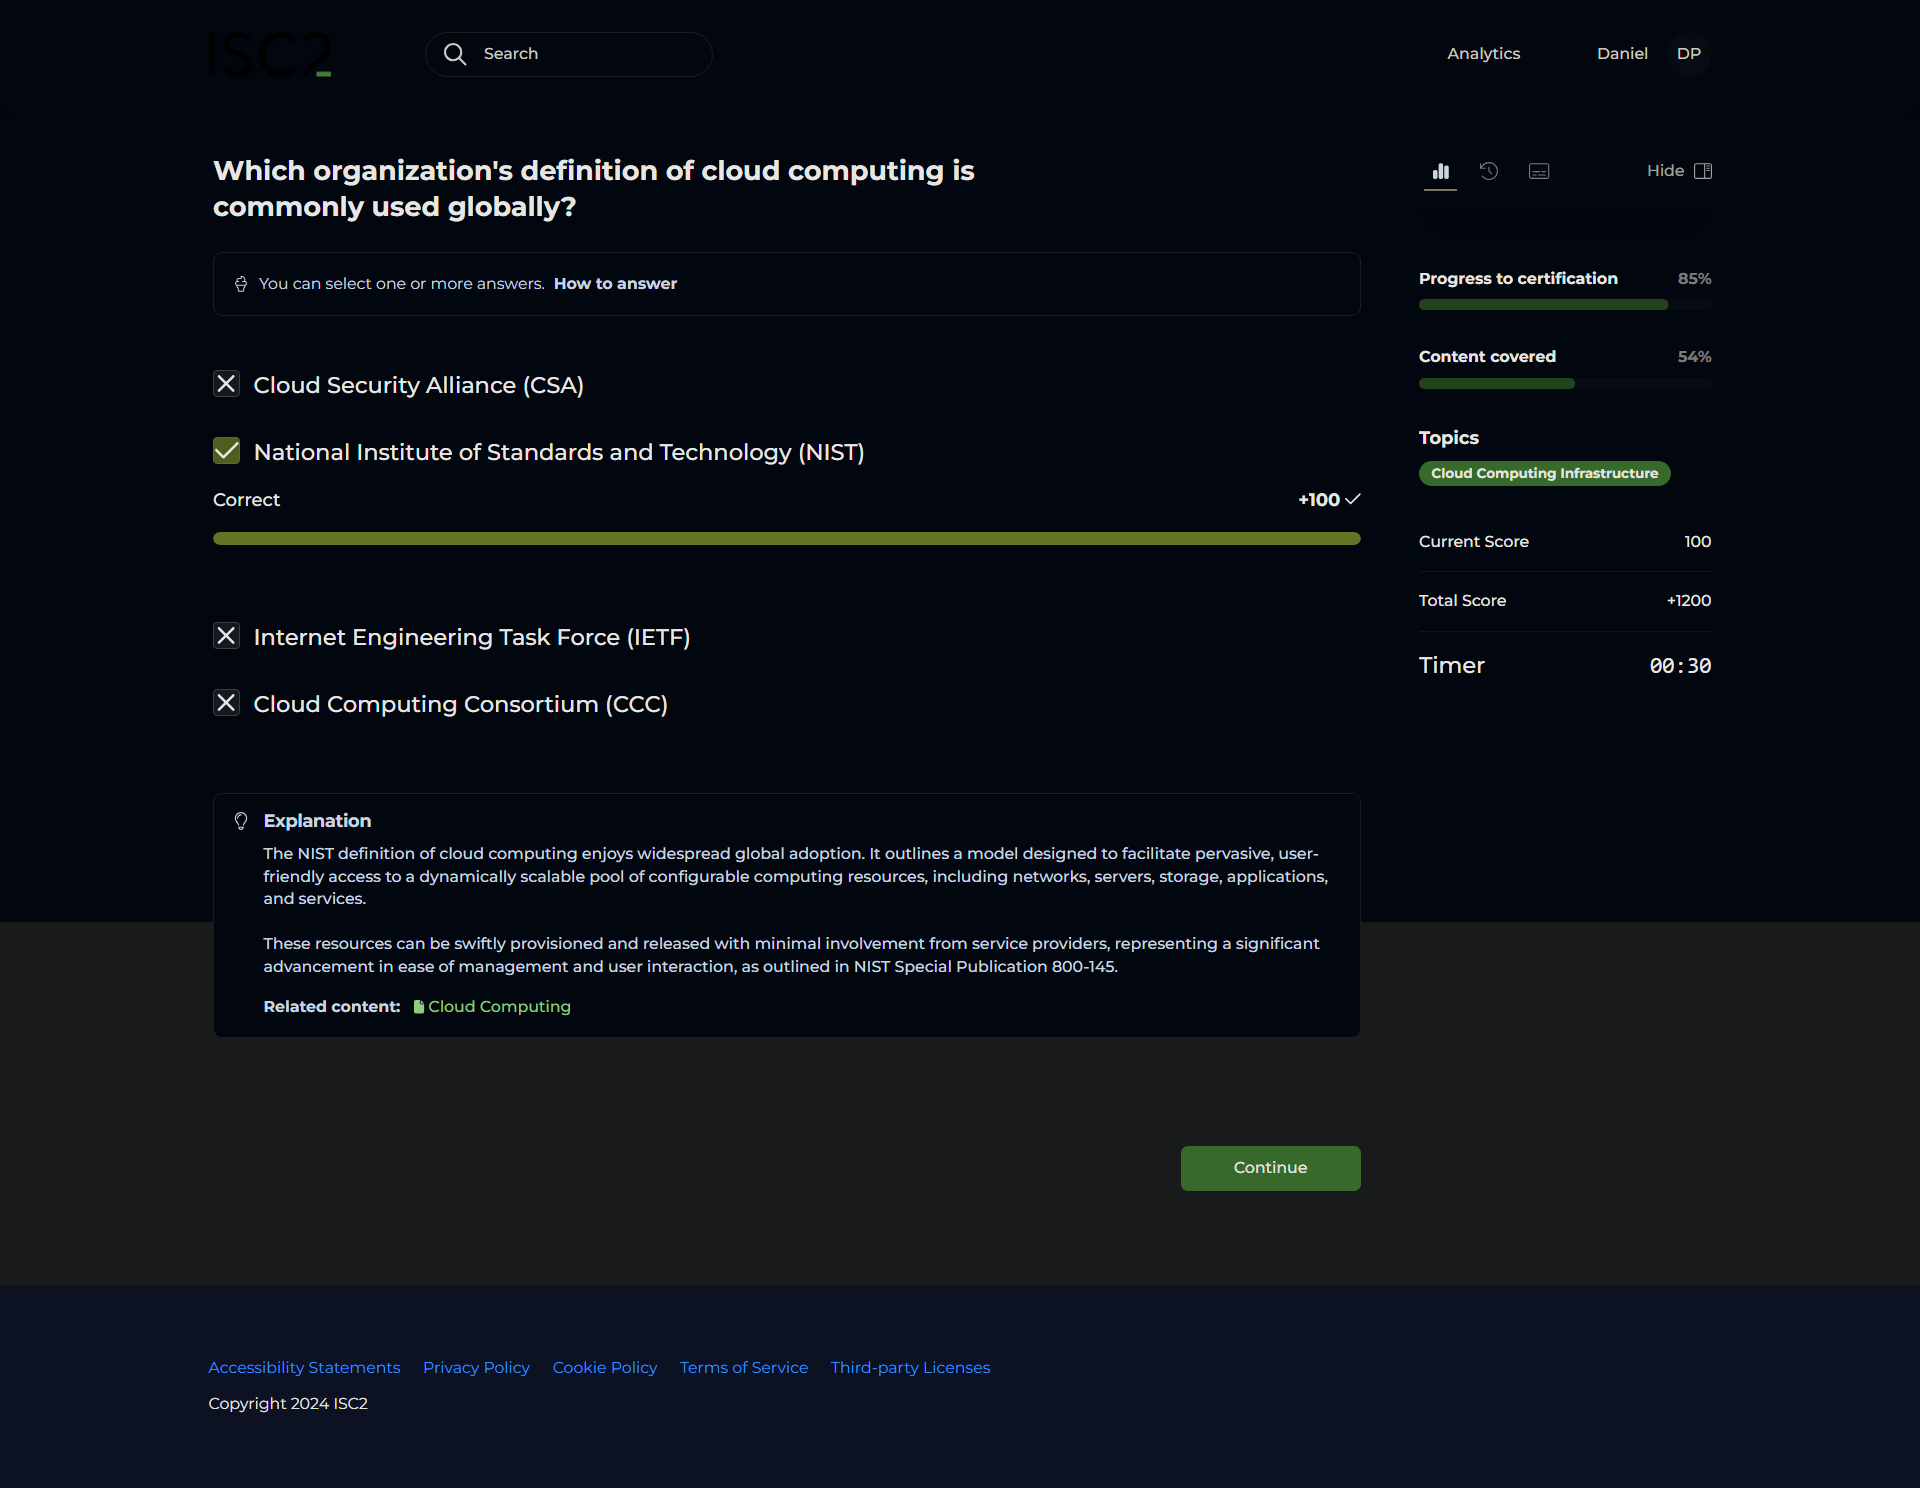 ISC2
Search
Analytics
Daniel
DP
Which organization's definition of cloud computing is
commonly used globally?
You can select one or more answers. How to answer
Cloud Security Alliance (CSA)
National Institute of Standards and Technology (NIST)
Correct
+100
Internet Engineering Task Force (IETF)
Cloud Computing Consortium (CCC)
Explanation
The NIST definition of cloud computing enjoys widespread global adoption. It outlines a model designed to facilitate pervasive, user-
friendly access to a dynamically scalable pool of configurable computing resources, including networks, servers, storage, applications,
and services.
These resources can be swiftly provisioned and released with minimal involvement from service providers, representing a significant
advancement in ease of management and user interaction, as outlined in NIST Special Publication 800-145.
Related content: Cloud Computing
Continue
Hide
Progress to certification 85%
Content covered 54%
Topics
Cloud Computing Infrastructure
Current Score 100
Total Score +1200
Timer 00:30
Accessibility Statements Privacy Policy Cookie Policy Terms of Service Third-party Licenses
Copyright 2024 ISC2